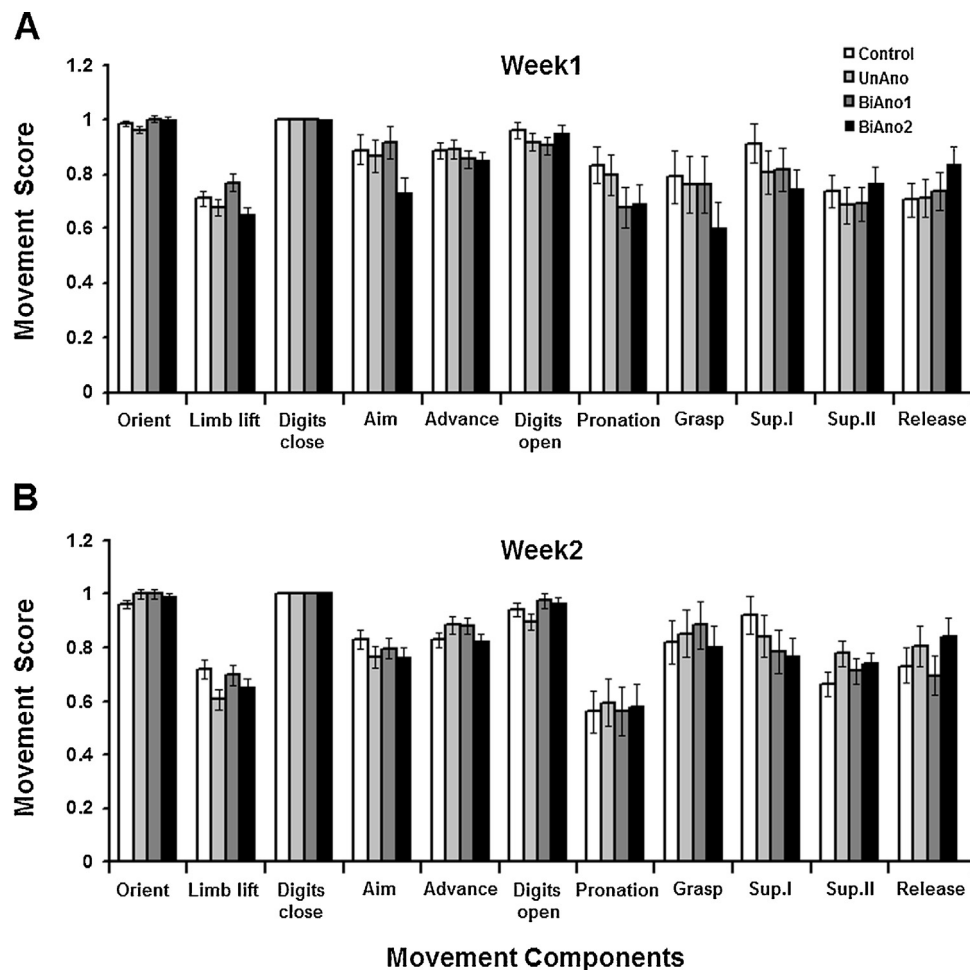 A
Week1
Control
UnAno
BiAno1
BiAno2
Movement Score
1.2
1
0.8
0.6
0.4
0.2
0
Orient Limb lift Digits close Aim Advance Digits open Pronation Grasp Sup.I Sup.II Release
B
Week2
Movement Score
1.2
1
0.8
0.6
0.4
0.2
0
Orient Limb lift Digits close Aim Advance Digits open Pronation Grasp Sup.I Sup.II Release
Movement Components